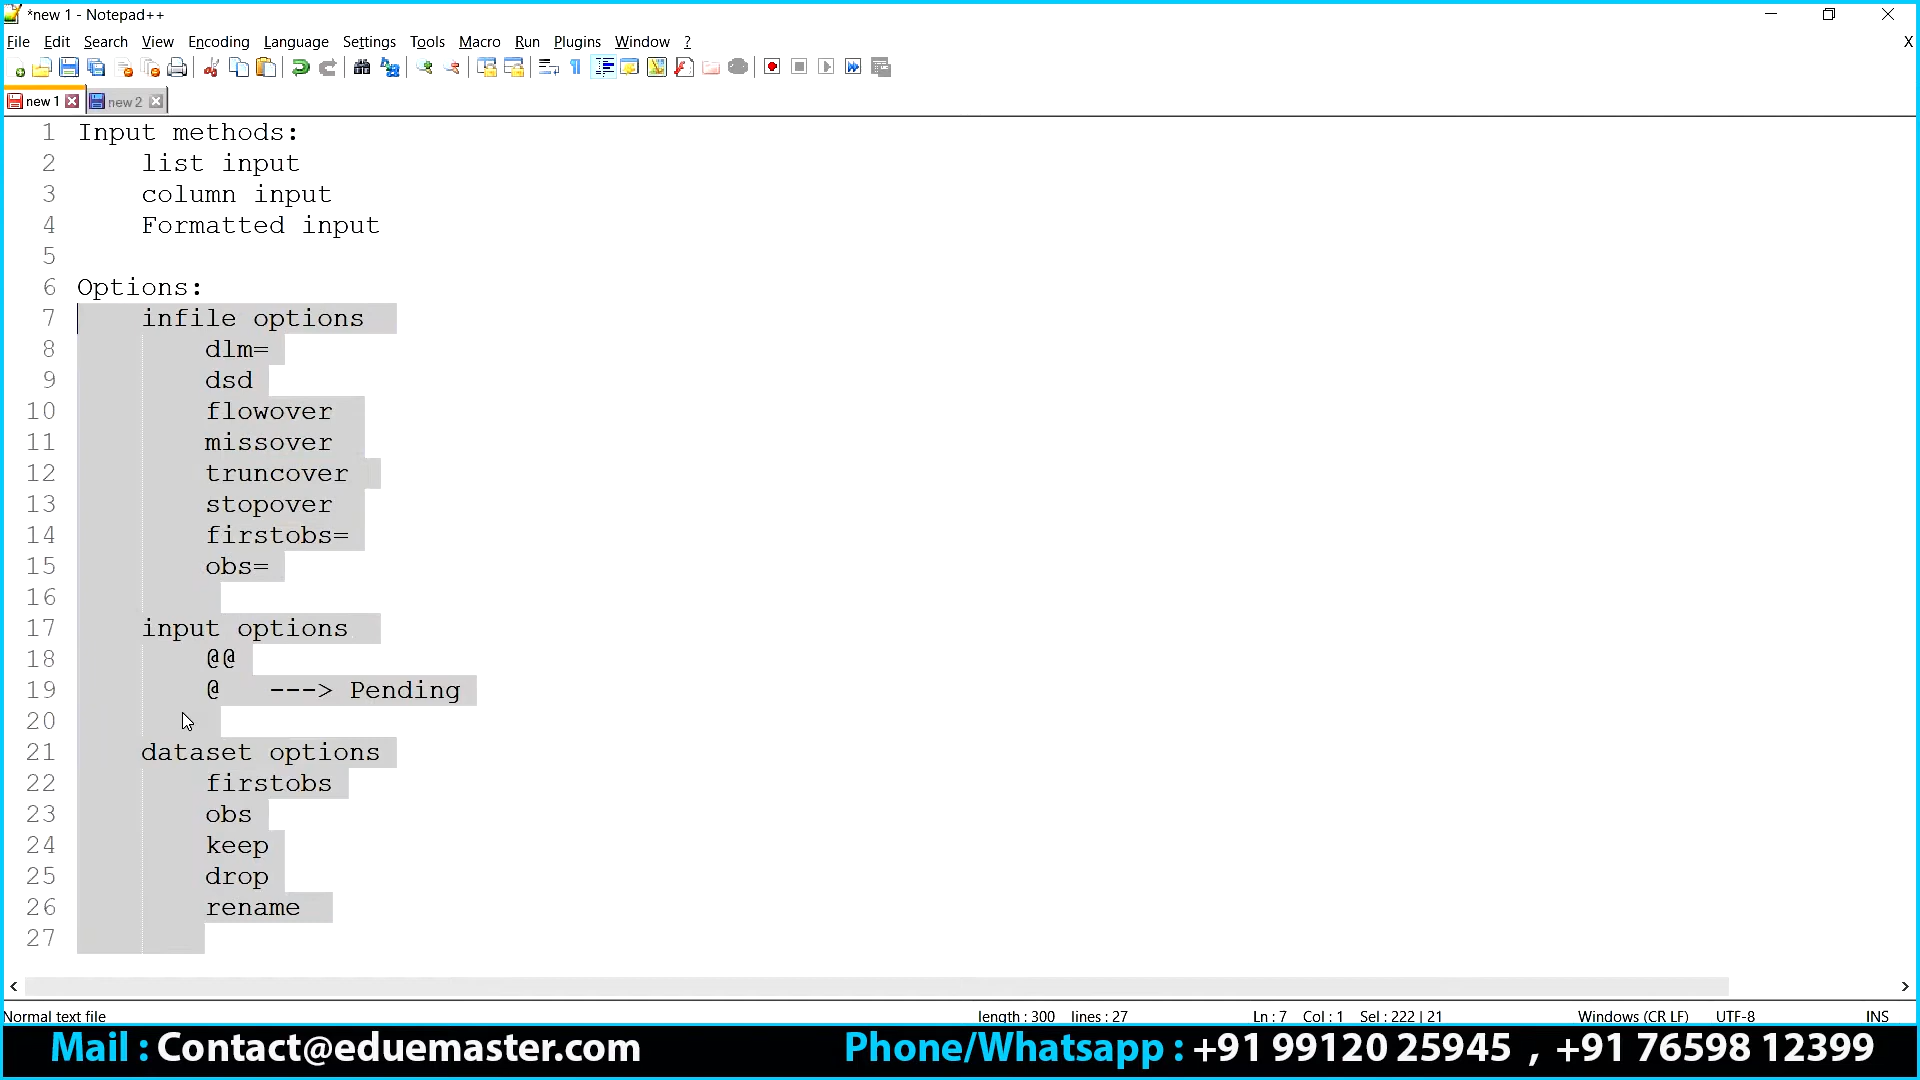 *new 1 - Notepad++
File Edit Search View Encoding Language Settings Tools Macro Run Plugins Window ?
X
new 1 new 2
1 Input methods:
2 list input
3 column input
4 Formatted input
5
6 Options:
7 infile options
8 dlm=
9 dsd
10 flowover
11 missover
12 truncover
13 stopover
14 firstobs=
15 obs=
16
17 input options
18 @@
19 @ ---> Pending
20
21 dataset options
22 firstobs
23 obs
24 keep
25 drop
26 rename
27
Normal text file length : 300 lines : 27 Ln : 7 Col : 1 Sel : 222 | 21 Windows (CR LF) UTF-8 INS
Mail : Contact@eduemaster.com Phone/Whatsapp : +91 99120 25945 , +91 76598 12399